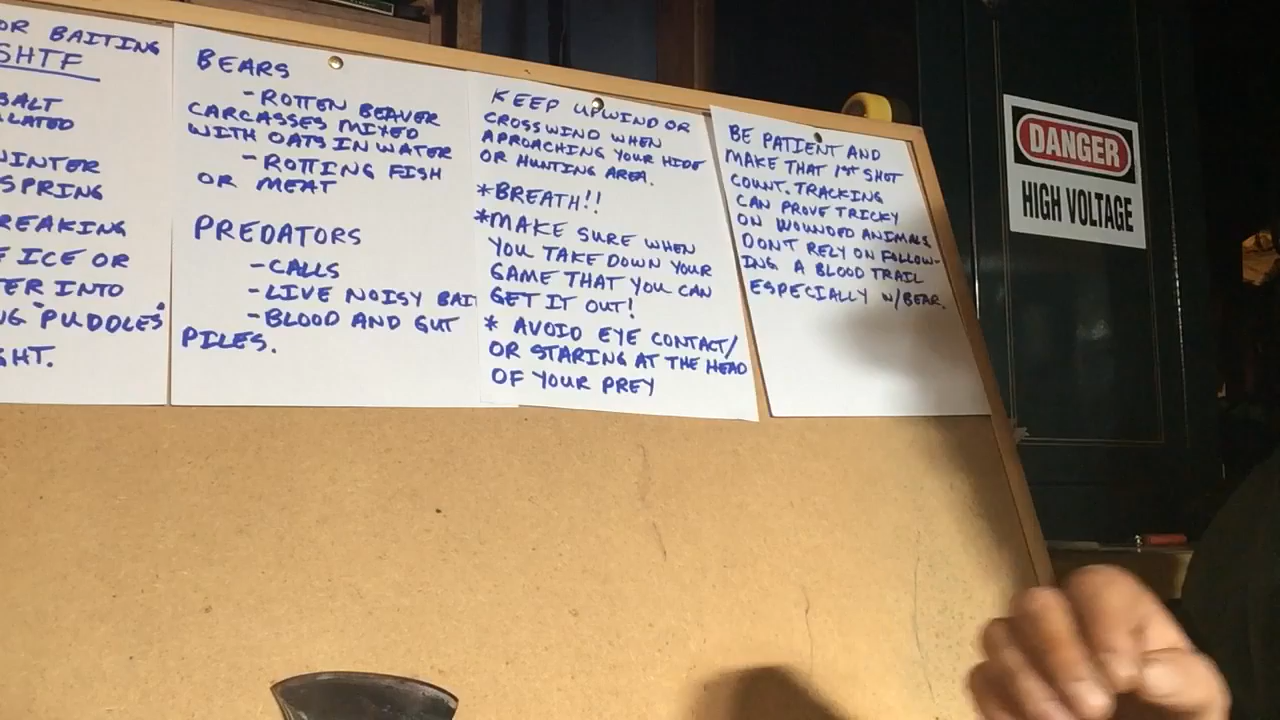 OR BAITING
SHTF
SALT
LATED
WINTER
SPRING
REAKING
E ICE OR
TER INTO
NG "PUDDLES"
GHT.
BEARS
- ROTTEN BEAVER
CARCASSES MIXED
WITH OATS IN WATER
- ROTTING FISH
OR MEAT
PREDATORS
- CALLS
- LIVE NOISY BAI
- BLOOD AND GUT
PILES.
KEEP UPWIND OR
CROSSWIND WHEN
APROACHING YOUR HIDE
OR HUNTING AREA.
*BREATH!!
*MAKE SURE WHEN
YOU TAKE DOWN YOUR
GAME THAT YOU CAN
GET IT OUT!
* AVOID EYE CONTACT/
OR STARING AT THE HEAD
OF YOUR PREY
BE PATIENT AND
MAKE THAT 1ST SHOT
COUNT. TRACKING
CAN PROVE TRICKY
ON WOUNDED ANIMALS.
DON'T RELY ON FOLLOW-
ING A BLOOD TRAIL
ESPECIALLY W/BEAR.
DANGER
HIGH VOLTAGE